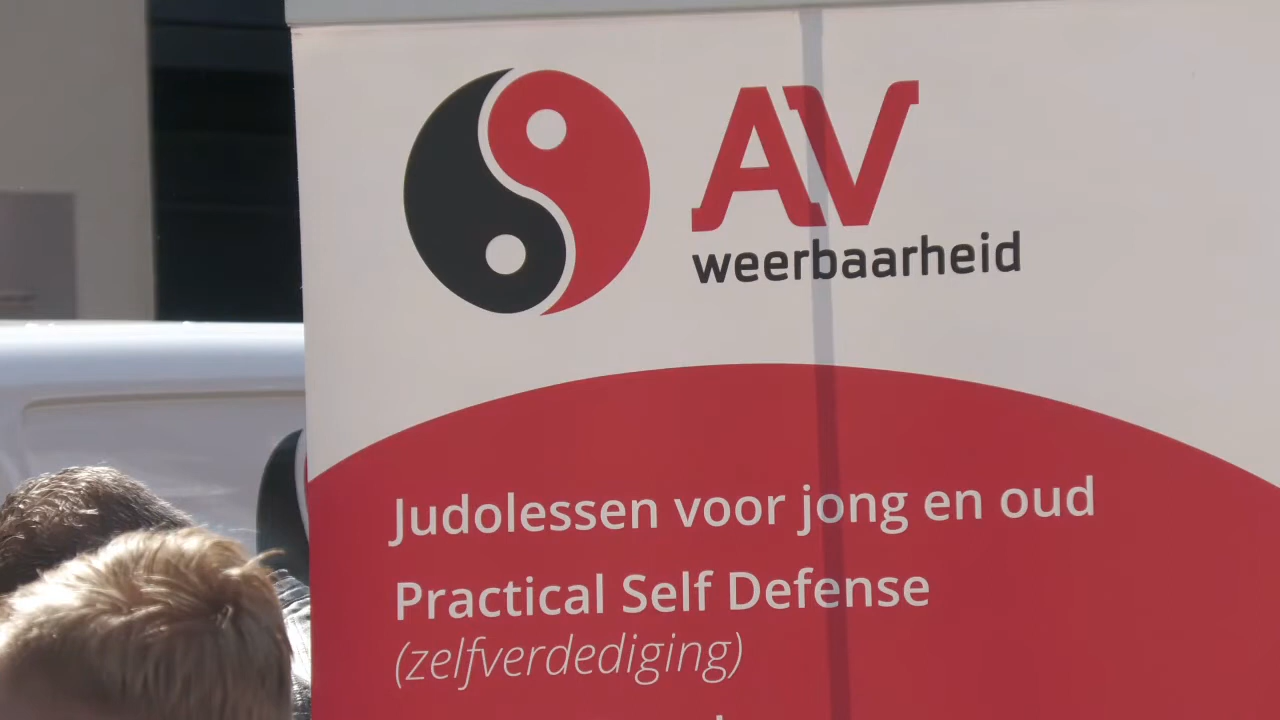 AV
weerbaarheid
Judolessen voor jong en oud
Practical Self Defense
(zelfverdediging)